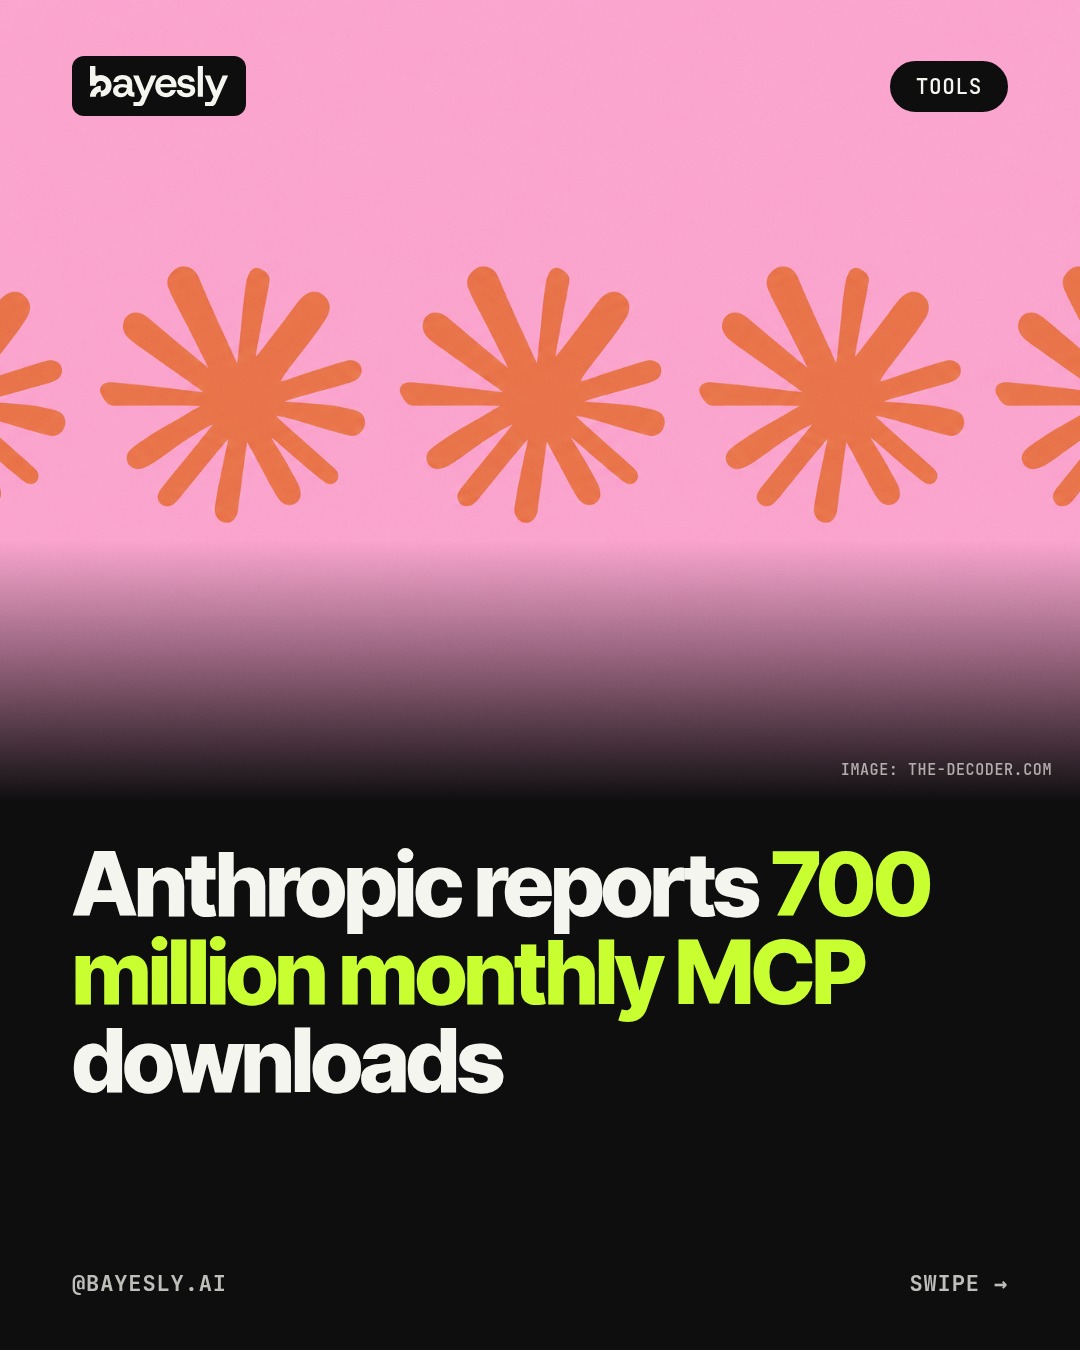 bayesly
TOOLS
IMAGE: THE-DECODER.COM
Anthropic reports 700
million monthly MCP
downloads
@BAYESLY.AI
SWIPE →